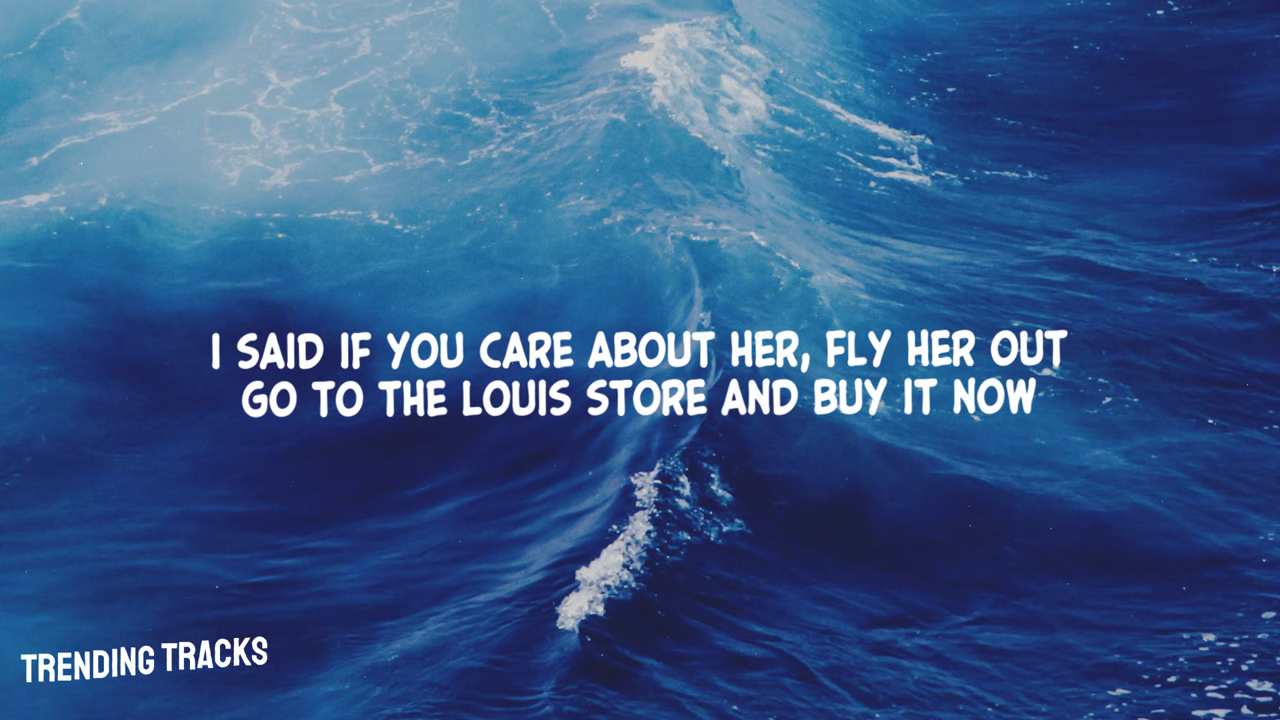 I SAID IF YOU CARE ABOUT HER, FLY HER OUT
GO TO THE LOUIS STORE AND BUY IT NOW
TRENDING TRACKS